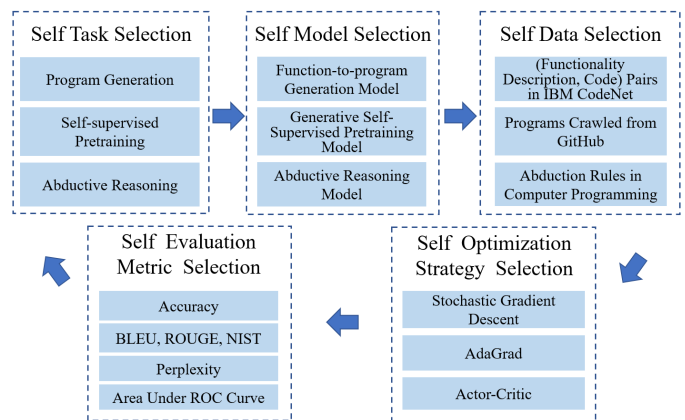 Self Task Selection
Program Generation
Self-supervised
Pretraining
Abductive Reasoning
Self Model Selection
Function-to-program
Generation Model
Generative Self-
Supervised Pretraining
Model
Abductive Reasoning
Model
Self Data Selection
(Functionality
Description, Code) Pairs
in IBM CodeNet
Programs Crawled from
GitHub
Abduction Rules in
Computer Programming
Self Optimization
Strategy Selection
Stochastic Gradient
Descent
AdaGrad
Actor-Critic
Self Evaluation
Metric Selection
Accuracy
BLEU, ROUGE, NIST
Perplexity
Area Under ROC Curve